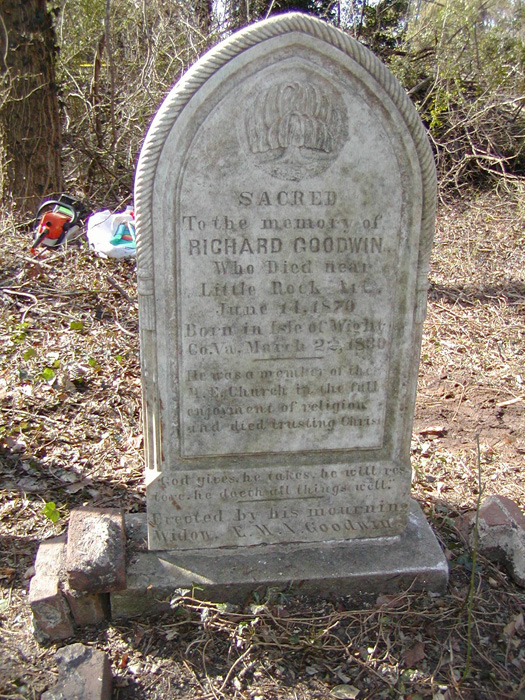 SACRED
To the memory of
RICHARD GOODWIN
Who Died near
Little Rock Ark.
June 14, 1870
Born in Isle of Wight
Co. Va. March 22nd, 1830
He was a member of the
M. E. Church in the full
enjoyment of religion
and died trusting Christ
God gives, he takes, he will res-
tore, he doeth all things well.
Erected by his mourning
Widow, E. M. V. Goodwin